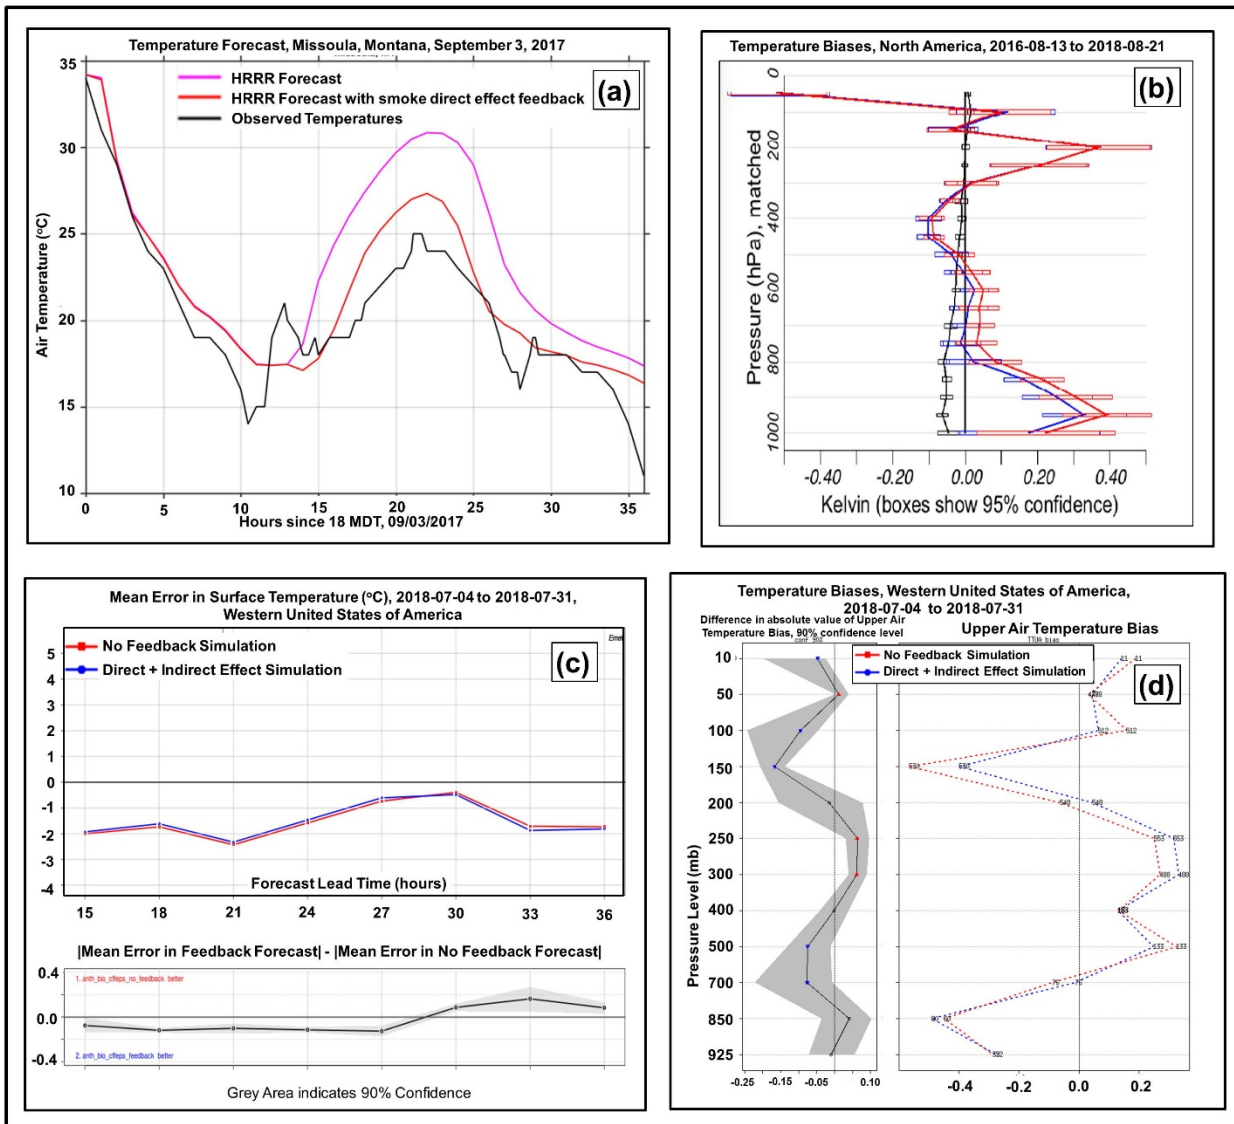 Temperature Forecast, Missoula, Montana, September 3, 2017
(a)
HRRR Forecast
HRRR Forecast with smoke direct effect feedback
Observed Temperatures
Air Temperature (°C)
35
30
25
20
15
10
0 5 10 15 20 25 30 35
Hours since 18 MDT, 09/03/2017
Temperature Biases, North America, 2016-08-13 to 2018-08-21
(b)
Pressure (hPa), matched
0
200
400
600
800
1000
-0.40 -0.20 0.00 0.20 0.40
Kelvin (boxes show 95% confidence)
Mean Error in Surface Temperature (°C), 2018-07-04 to 2018-07-31,
Western United States of America
No Feedback Simulation
Direct + Indirect Effect Simulation
(c)
5
4
3
2
1
0
-1
-2
-3
-4
Forecast Lead Time (hours)
15 18 21 24 27 30 33 36
|Mean Error in Feedback Forecast| - |Mean Error in No Feedback Forecast|
0.4
0.0
-0.4
1. anth_bio_cffeps_no_feedback better
2. anth_bio_cffeps_feedback better
Grey Area indicates 90% Confidence
Temperature Biases, Western United States of America,
2018-07-04 to 2018-07-31
Difference in absolute value of Upper Air
Temperature Bias, 90% confidence level
conf 90%
Upper Air Temperature Bias
TTUA bias
No Feedback Simulation
Direct + Indirect Effect Simulation
(d)
Pressure Level (mb)
10
50
100
150
200
250
300
400
500
700
850
925
-0.25 -0.15 -0.05 0.10
-0.4 -0.2 0.0 0.2